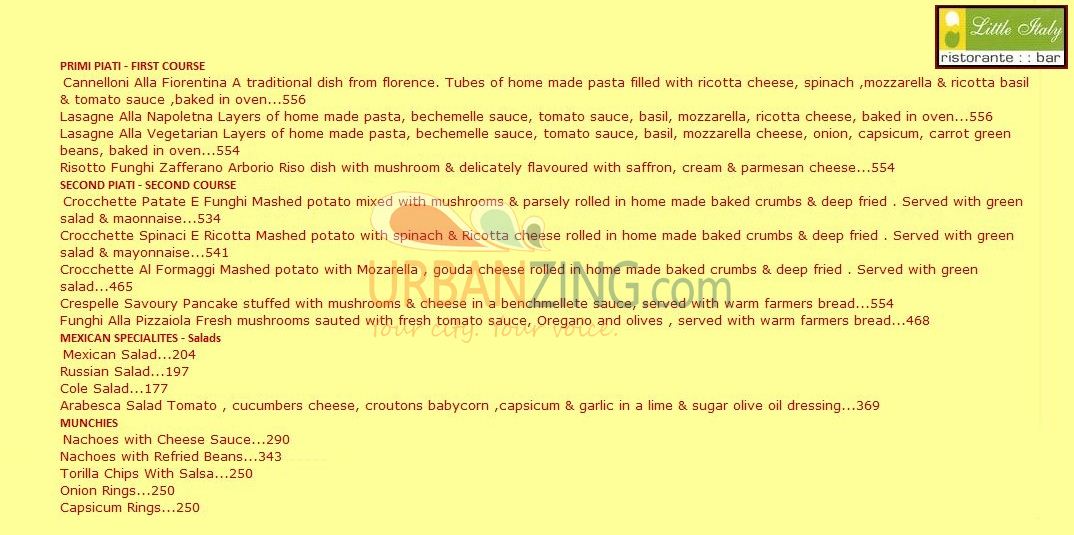 Little Italy
ristorante :: bar
PRIMI PIATI - FIRST COURSE
Cannelloni Alla Fiorentina A traditional dish from florence. Tubes of home made pasta filled with ricotta cheese, spinach ,mozzarella & ricotta basil
& tomato sauce ,baked in oven...556
Lasagne Alla Napoletna Layers of home made pasta, bechemelle sauce, tomato sauce, basil, mozzarella, ricotta cheese, baked in oven...556
Lasagne Alla Vegetarian Layers of home made pasta, bechemelle sauce, tomato sauce, basil, mozzarella cheese, onion, capsicum, carrot green
beans, baked in oven...554
Risotto Funghi Zafferano Arborio Riso dish with mushroom & delicately flavoured with saffron, cream & parmesan cheese...554
SECOND PIATI - SECOND COURSE
Crocchette Patate E Funghi Mashed potato mixed with mushrooms & parsely rolled in home made baked crumbs & deep fried . Served with green
salad & maonnaise...534
Crocchette Spinaci E Ricotta Mashed potato with spinach & Ricotta cheese rolled in home made baked crumbs & deep fried . Served with green
salad & mayonnaise...541
Crocchette Al Formaggi Mashed potato with Mozarella , gouda cheese rolled in home made baked crumbs & deep fried . Served with green
salad...465
Crespelle Savoury Pancake stuffed with mushrooms & cheese in a benchmellete sauce, served with warm farmers bread...554
Funghi Alla Pizzaiola Fresh mushrooms sauted with fresh tomato sauce, Oregano and olives , served with warm farmers bread...468
URBANZING.com
Your city. Your voice.
MEXICAN SPECIALITES - Salads
Mexican Salad...204
Russian Salad...197
Cole Salad...177
Arabesca Salad Tomato , cucumbers cheese, croutons babycorn ,capsicum & garlic in a lime & sugar olive oil dressing...369
MUNCHIES
Nachoes with Cheese Sauce...290
Nachoes with Refried Beans...343
Torilla Chips With Salsa...250
Onion Rings...250
Capsicum Rings...250